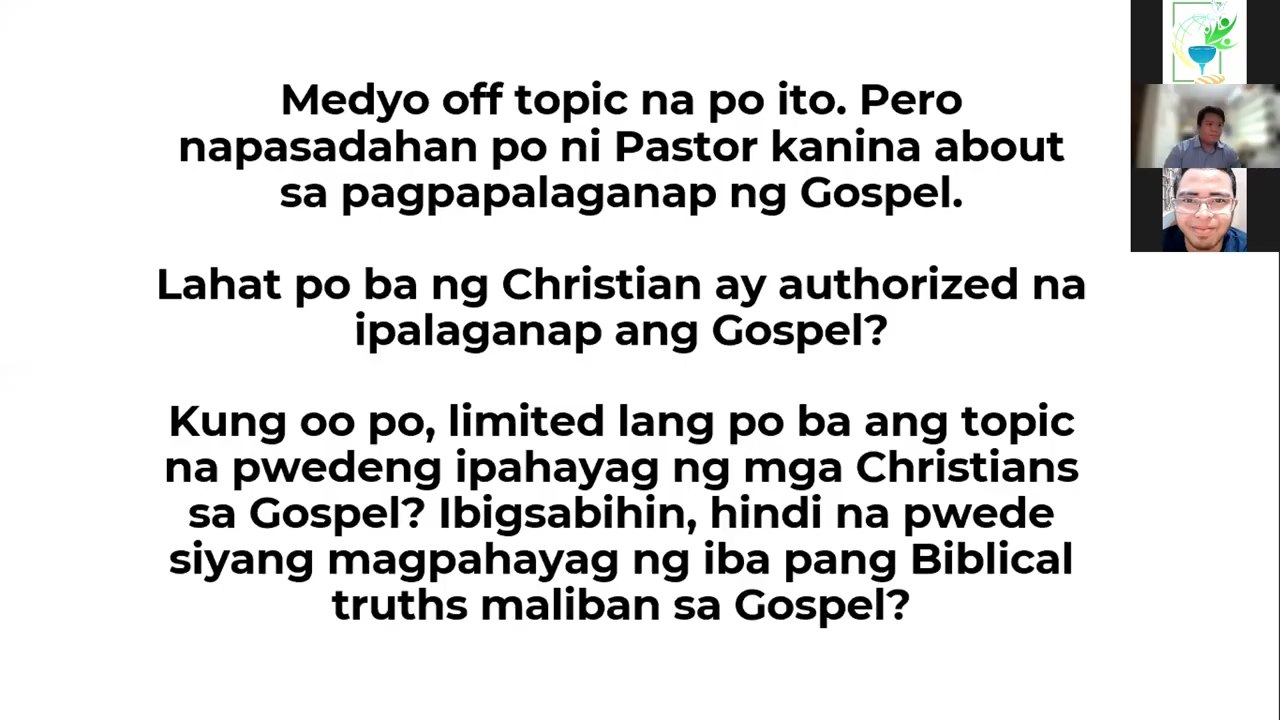 Medyo off topic na po ito. Pero
napasadahan po ni Pastor kanina about
sa pagpapalaganap ng Gospel.
Lahat po ba ng Christian ay authorized na
ipalaganap ang Gospel?
Kung oo po, limited lang po ba ang topic
na pwedeng ipahayag ng mga Christians
sa Gospel? Ibigsabihin, hindi na pwede
siyang magpahayag ng iba pang Biblical
truths maliban sa Gospel?